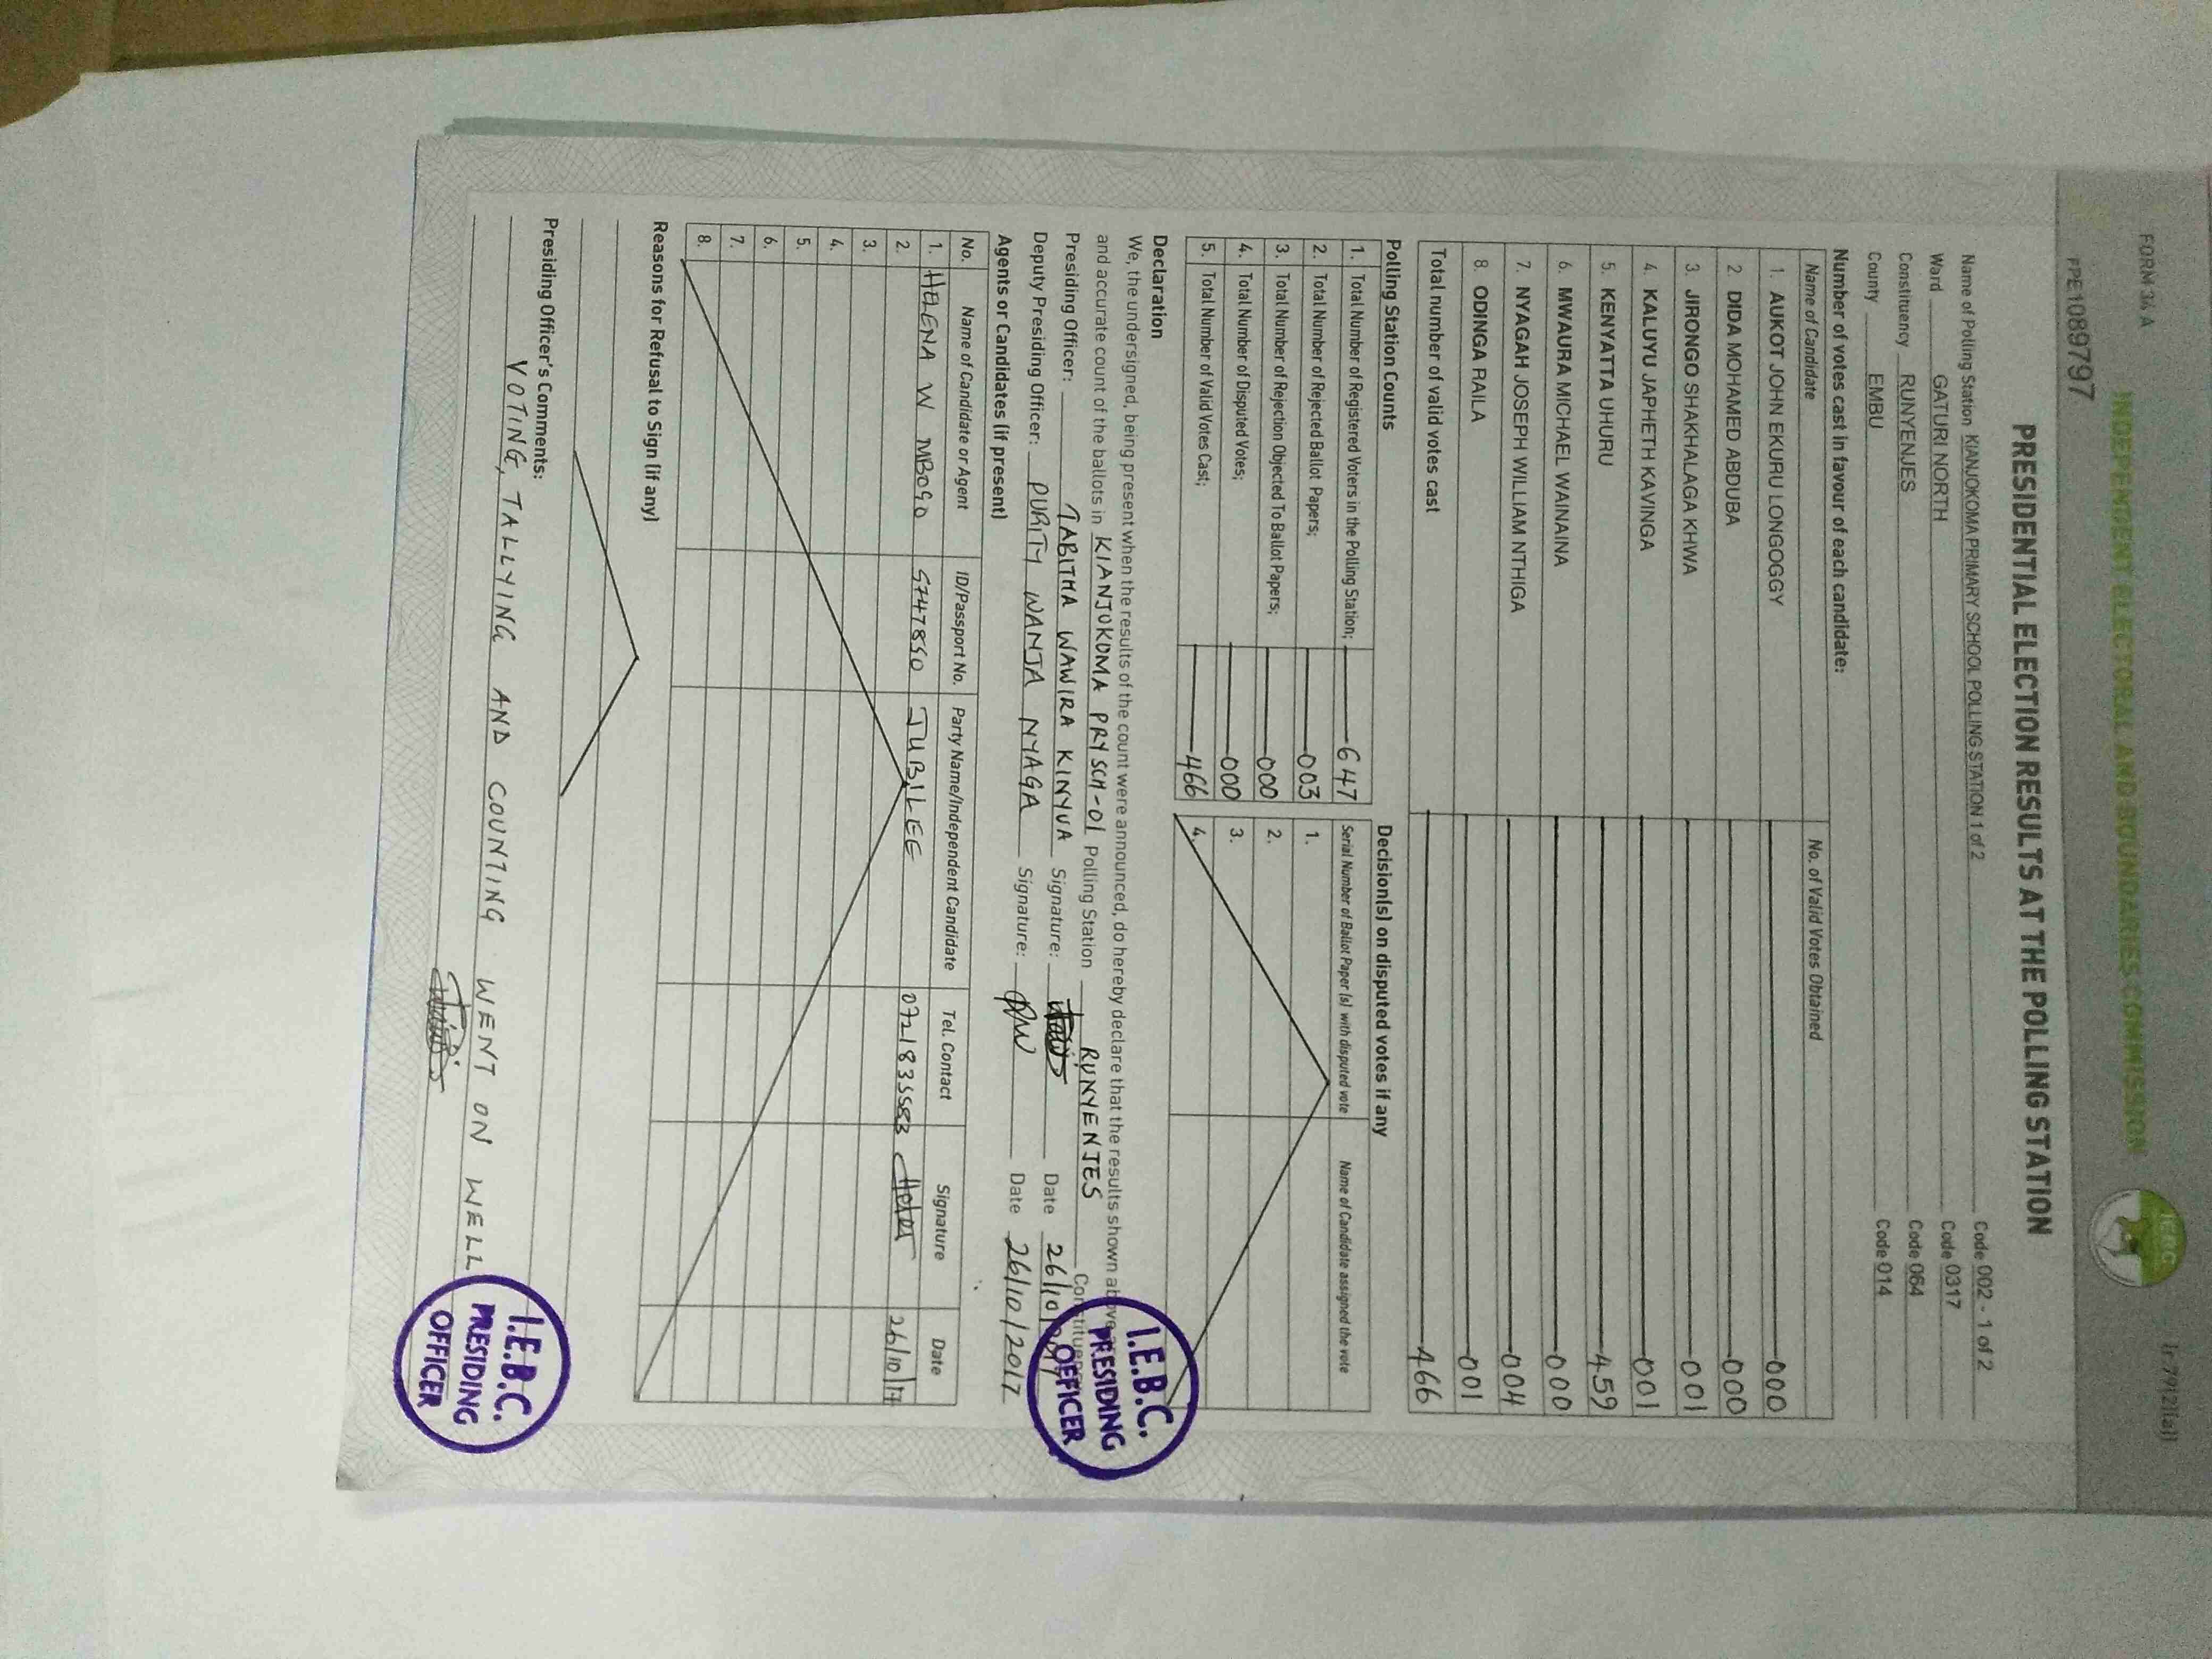 FORM 34 A
INDEPENDENT ELECTORAL AND BOUNDARIES COMMISSION
IEBC
FPE1089797
PRESIDENTIAL ELECTION RESULTS AT THE POLLING STATION
Name of Polling Station KIANJOKOMA PRIMARY SCHOOL POLLING STATION 1 of 2 Code 002 - 1 of 2
Ward GATURI NORTH Code 0317
Constituency RUNYENJES Code 064
County EMBU Code 014
Number of votes cast in favour of each candidate:
Name of Candidate No. of Valid Votes Obtained
1. AUKOT JOHN EKURU LONGOGGY 000
2. DIDA MOHAMED ABDUBA 000
3. JIRONGO SHAKHALAGA KHWA 001
4. KALUYU JAPHETH KAVINGA 001
5. KENYATTA UHURU 459
6. MWAURA MICHAEL WAINAINA 000
7. NYAGAH JOSEPH WILLIAM NTHIGA 004
8. ODINGA RAILA 001
Total number of valid votes cast 466
Polling Station Counts Decision(s) on disputed votes if any
1. Total Number of Registered Voters in the Polling Station; 647
2. Total Number of Rejected Ballot Papers; 003
3. Total Number of Rejection Objected To Ballot Papers; 000
4. Total Number of Disputed Votes; 000
5. Total Number of Valid Votes Cast; 466
Serial Number of Ballot Paper (s) with disputed vote Name of Candidate assigned the vote
1.
2.
3.
4.
Declaration
We, the undersigned, being present when the results of the count were announced, do hereby declare that the results shown above
and accurate count of the ballots in KIANJOKOMA PRY SCH-01 Polling Station RUNYENJES Constituency
Presiding Officer: TABITHA WAWIRA KINYUA Signature: Date 26/10/2017
Deputy Presiding Officer: PURITY WANJA NYAGA Signature: Date 26/10/2017
I.E.B.C.
PRESIDING
OFFICER
Agents or Candidates (if present)
No. Name of Candidate or Agent ID/Passport No. Party Name/Independent Candidate Tel. Contact Signature Date
1. HELENA W MBOGO 5747850 JUBILEE 0721835583 26/10/17
2.
3.
4.
5.
6.
7.
8.
Reasons for Refusal to Sign (if any)
Presiding Officer's Comments:
VOTING, TALLYING AND COUNTING WENT ON WELL
I.E.B.C.
PRESIDING
OFFICER